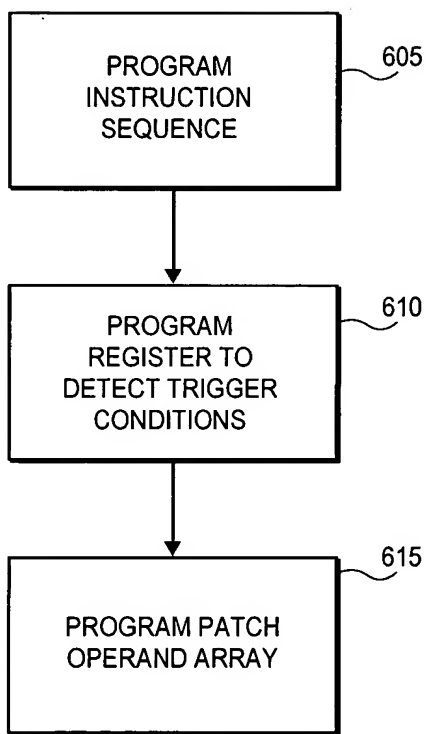 PROGRAM
INSTRUCTION
SEQUENCE
605
PROGRAM
REGISTER TO
DETECT TRIGGER
CONDITIONS
610
PROGRAM PATCH
OPERAND ARRAY
615